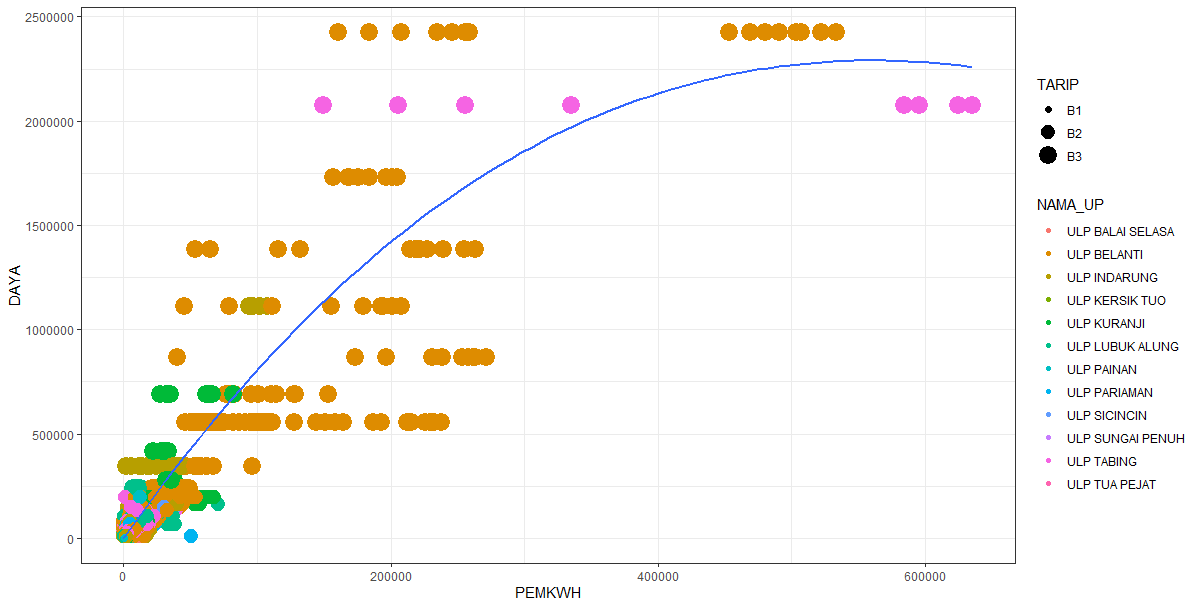 2500000
2000000
1500000
1000000
500000
0
DAYA
0
200000
400000
600000
PEMKWH
TARIP
B1
B2
B3
NAMA_UP
ULP BALAI SELASA
ULP BELANTI
ULP INDARUNG
ULP KERSIK TUO
ULP KURANJI
ULP LUBUK ALUNG
ULP PAINAN
ULP PARIAMAN
ULP SICINCIN
ULP SUNGAI PENUH
ULP TABING
ULP TUA PEJAT